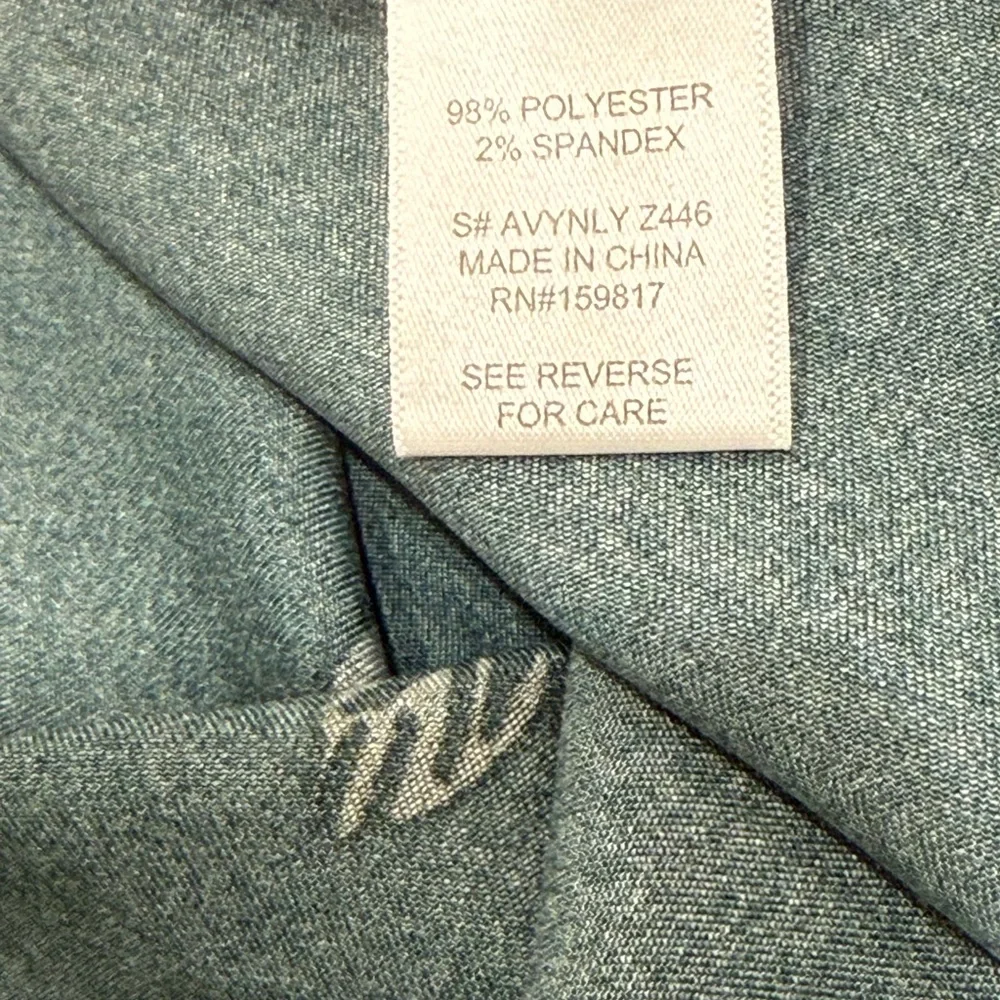 98% POLYESTER
2% SPANDEX
S# AVYNLY Z446
MADE IN CHINA
RN#159817
SEE REVERSE
FOR CARE